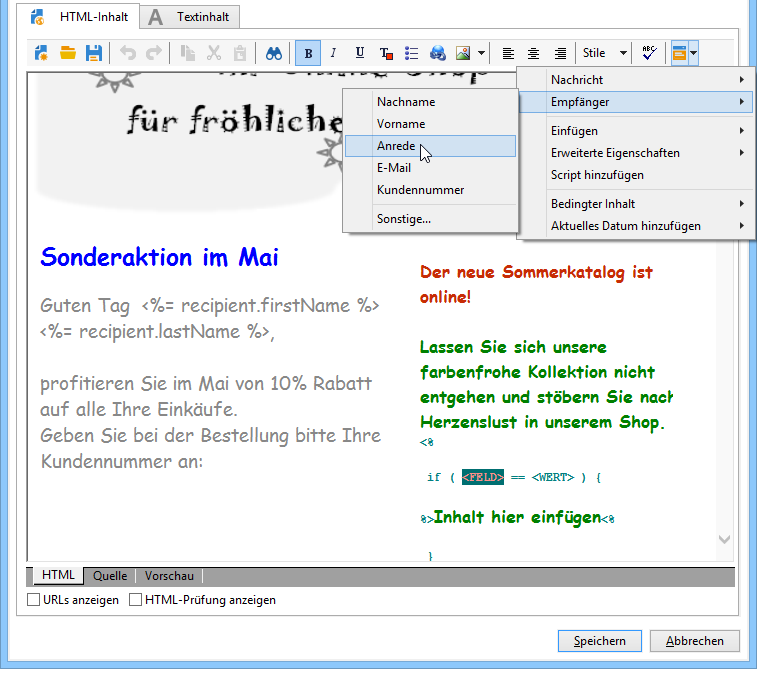 HTML-Inhalt
Textinhalt
B I U T Stile ABC
Nachricht
Empfänger
Einfügen
Erweiterte Eigenschaften
Script hinzufügen
Bedingter Inhalt
Aktuelles Datum hinzufügen
Nachname
Vorname
Anrede
E-Mail
Kundennummer
Sonstige...
für fröhliche
Sonderaktion im Mai
Guten Tag <%= recipient.firstName %>
<%= recipient.lastName %>,
profitieren Sie im Mai von 10% Rabatt
auf alle Ihre Einkäufe.
Geben Sie bei der Bestellung bitte Ihre
Kundennummer an:
Der neue Sommerkatalog ist
online!
Lassen Sie sich unsere
farbenfrohe Kollektion nicht
entgehen und stöbern Sie nach
Herzenslust in unserem Shop.
<%
if ( <FELD> == <WERT> ) {
%>Inhalt hier einfügen<%
}
HTML Quelle Vorschau
URLs anzeigen HTML-Prüfung anzeigen
Speichern Abbrechen